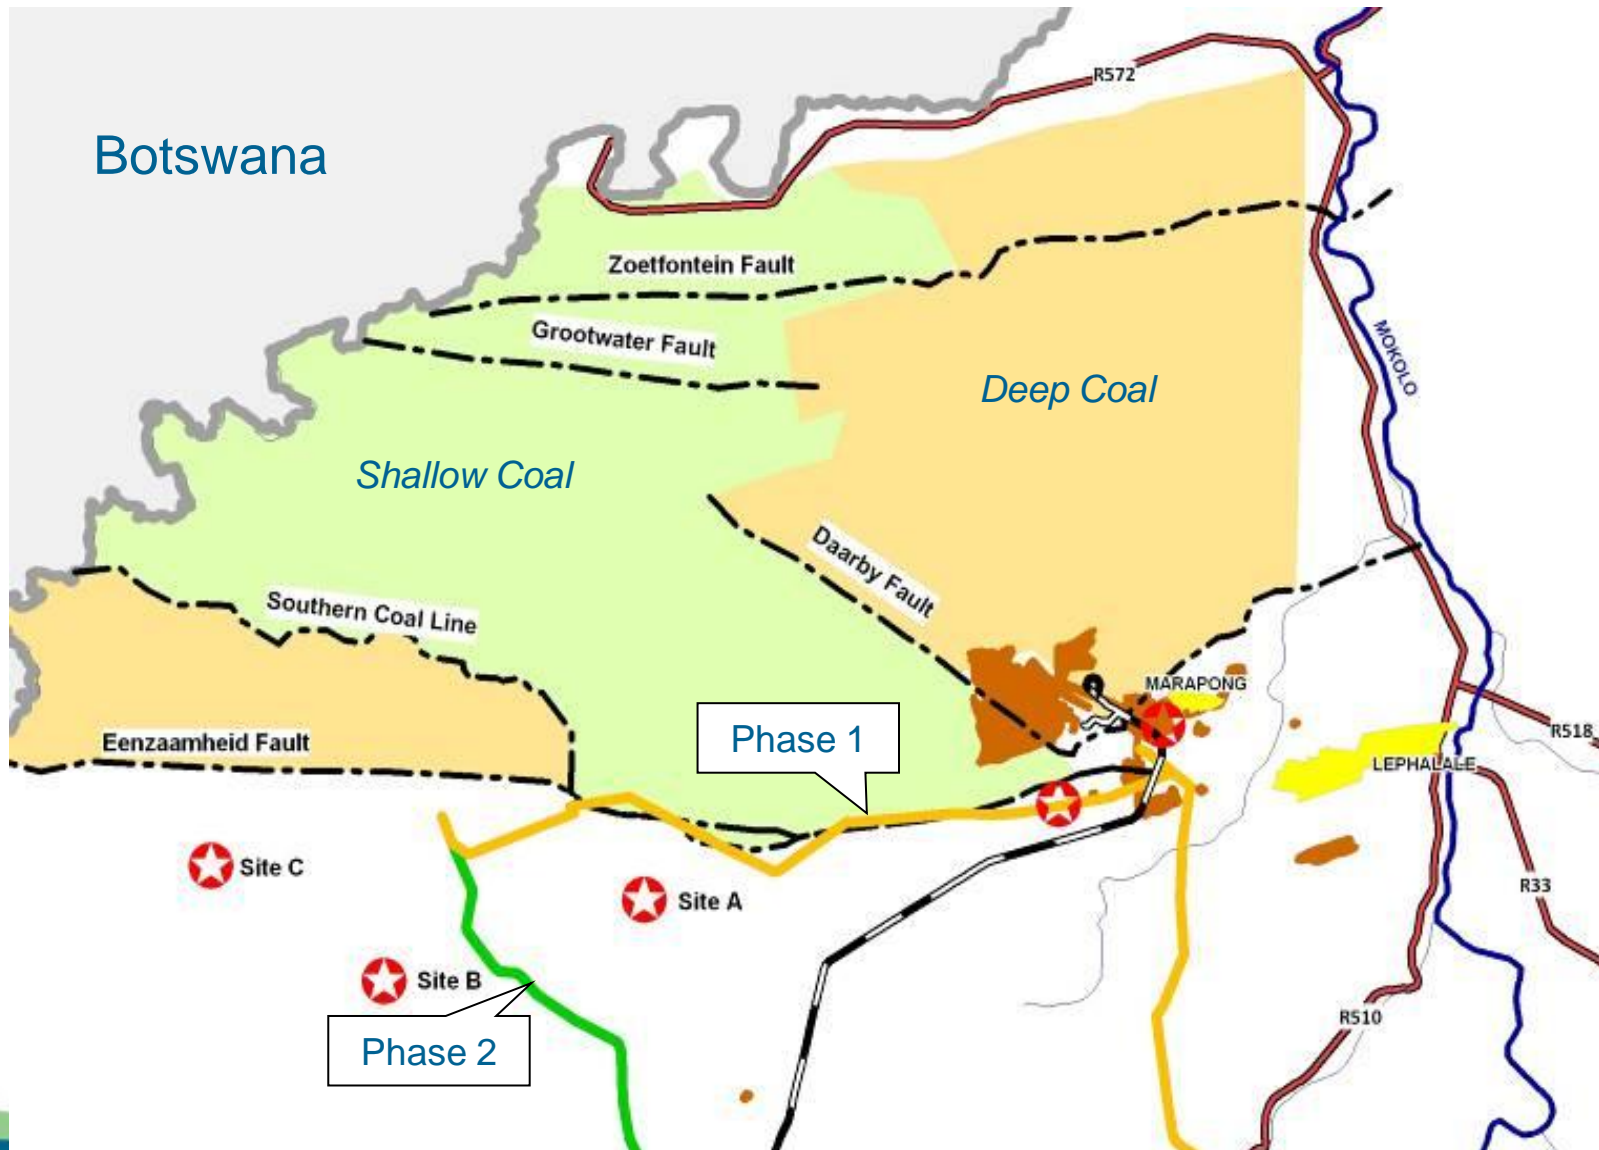 R572
Botswana
Zoetfontein Fault
Grootwater Fault
MOKOLO
Deep Coal
Shallow Coal
Daarby Fault
Southern Coal Line
MARAPONG
Phase 1
Eenzaamheid Fault
R518
LEPHALALE
Site C
Site A
R33
Site B
R510
Phase 2